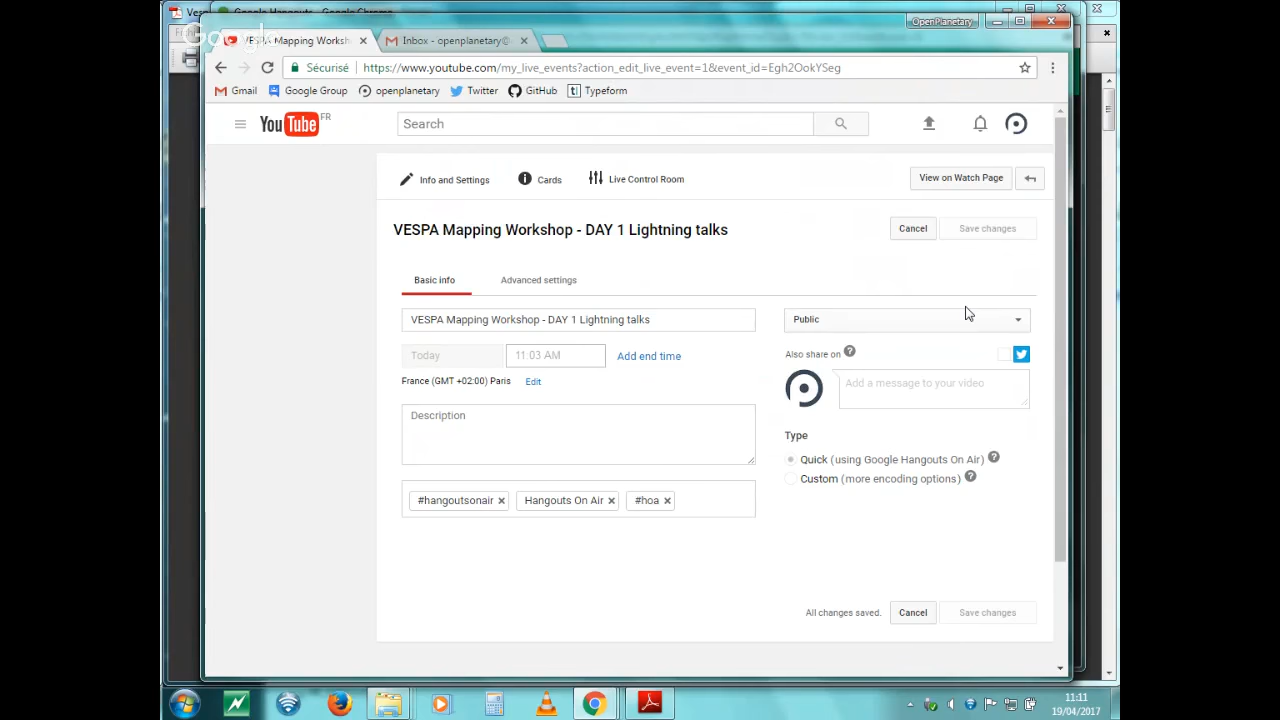 Google Hangouts - Google Chrome
OpenPlanetary
Google
VESPA Mapping Worksh
Inbox - openplanetary@
Sécurisé
https://www.youtube.com/my_live_events?action_edit_live_event=1&event_id=Egh2OokYSeg
Gmail
Google Group
openplanetary
Twitter
GitHub
Typeform
YouTube FR
Search
Info and Settings
Cards
Live Control Room
View on Watch Page
VESPA Mapping Workshop - DAY 1 Lightning talks
Cancel
Save changes
Basic info
Advanced settings
VESPA Mapping Workshop - DAY 1 Lightning talks
Public
Today
11:03 AM
Add end time
Also share on
France (GMT +02:00) Paris
Edit
Add a message to your video
Description
Type
Quick (using Google Hangouts On Air)
Custom (more encoding options)
#hangoutsonair
Hangouts On Air
#hoa
All changes saved.
Cancel
Save changes
11:11
19/04/2017